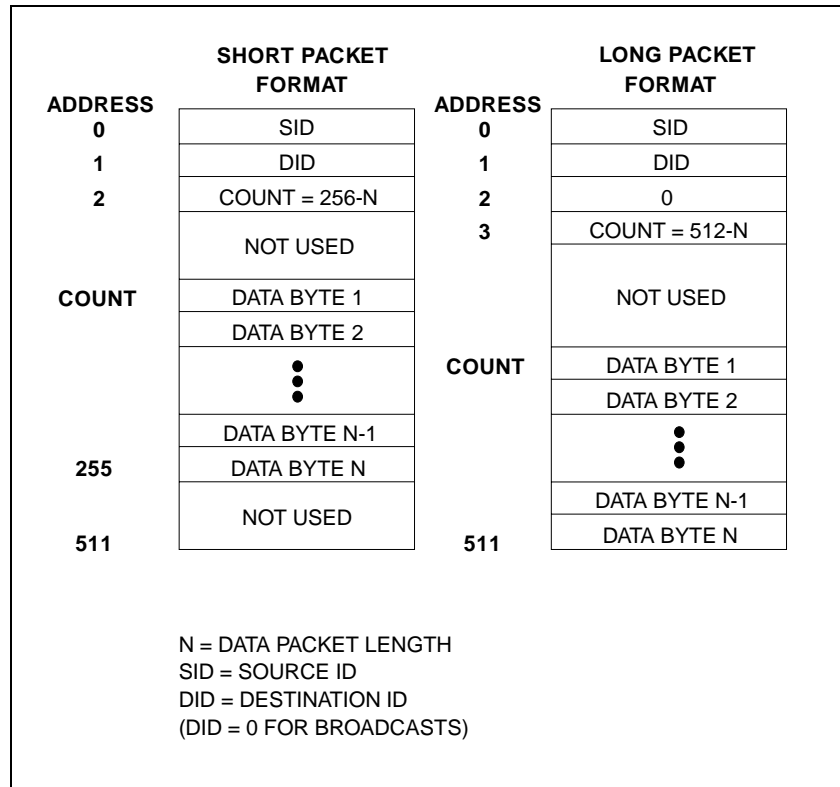 SHORT PACKET
FORMAT
ADDRESS
0
SID
1
DID
2
COUNT = 256-N
NOT USED
COUNT
DATA BYTE 1
DATA BYTE 2
DATA BYTE N-1
255
DATA BYTE N
NOT USED
511
LONG PACKET
FORMAT
ADDRESS
0
SID
1
DID
2
0
3
COUNT = 512-N
NOT USED
COUNT
DATA BYTE 1
DATA BYTE 2
DATA BYTE N-1
511
DATA BYTE N
N = DATA PACKET LENGTH
SID = SOURCE ID
DID = DESTINATION ID
(DID = 0 FOR BROADCASTS)